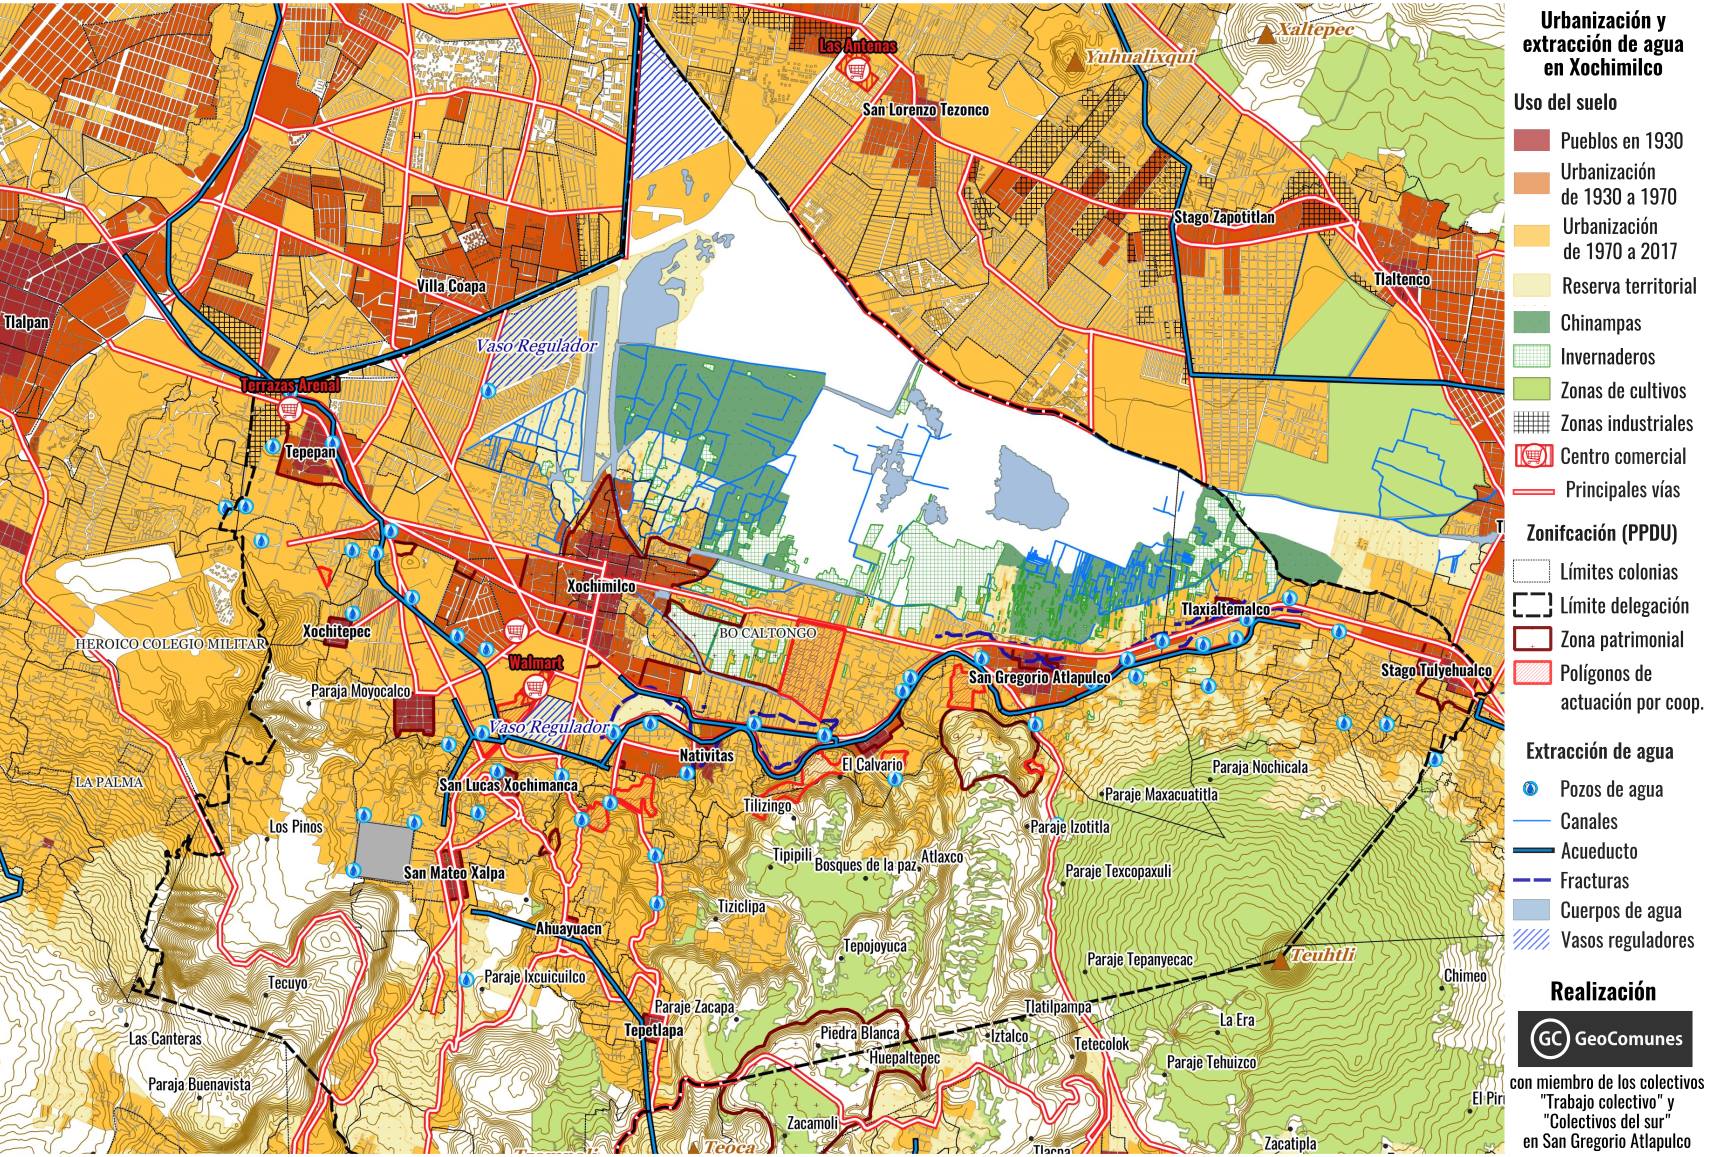 Urbanización y
extracción de agua
en Xochimilco
Uso del suelo
Pueblos en 1930
Urbanización
de 1930 a 1970
Urbanización
de 1970 a 2017
Reserva territorial
Chinampas
Invernaderos
Zonas de cultivos
Zonas industriales
Centro comercial
Principales vías
Zonifcación (PPDU)
Límites colonias
Límite delegación
Zona patrimonial
Polígonos de
actuación por coop.
Extracción de agua
Pozos de agua
Canales
Acueducto
Fracturas
Cuerpos de agua
Vasos reguladores
Realización
GC GeoComunes
con miembro de los colectivos
"Trabajo colectivo" y
"Colectivos del sur"
en San Gregorio Atlapulco
Xaltepec
Las Antenas
Yuhualixqui
San Lorenzo Tezonco
Stago Zapotitlan
Tlaltenco
Villa Coapa
Tlalpan
Vaso Regulador
Terrazas Arenal
Tepepan
Xochimilco
Tlaxialtemalco
Xochitepec
BO CALTONGO
HEROICO COLEGIO MILITAR
Walmart
San Gregorio Atlapulco
Stago Tulyehualco
Paraja Moyocalco
Vaso Regulador
Nativitas
El Calvario
Paraja Nochicala
LA PALMA
San Lucas Xochimanca
Paraje Maxacuatitla
Tilizingo
Los Pinos
Paraje Izotitla
Tipipili
Bosques de la paz
Atlaxco
San Mateo Xalpa
Paraje Texcopaxuli
Tiziclipa
Ahuayuacn
Tepojoyuca
Teuhtli
Paraje Tepanyecac
Chimeo
Tecuyo
Paraje Ixcuicuilco
Paraje Zacapa
Tlatilpampa
La Era
Las Canteras
Tepetlapa
Piedra Blanca
Iztalco
Huepaltepec
Tetecolok
Paraje Tehuizco
Paraja Buenavista
El Piri
Zacamoli
Zacatipla
Teoca